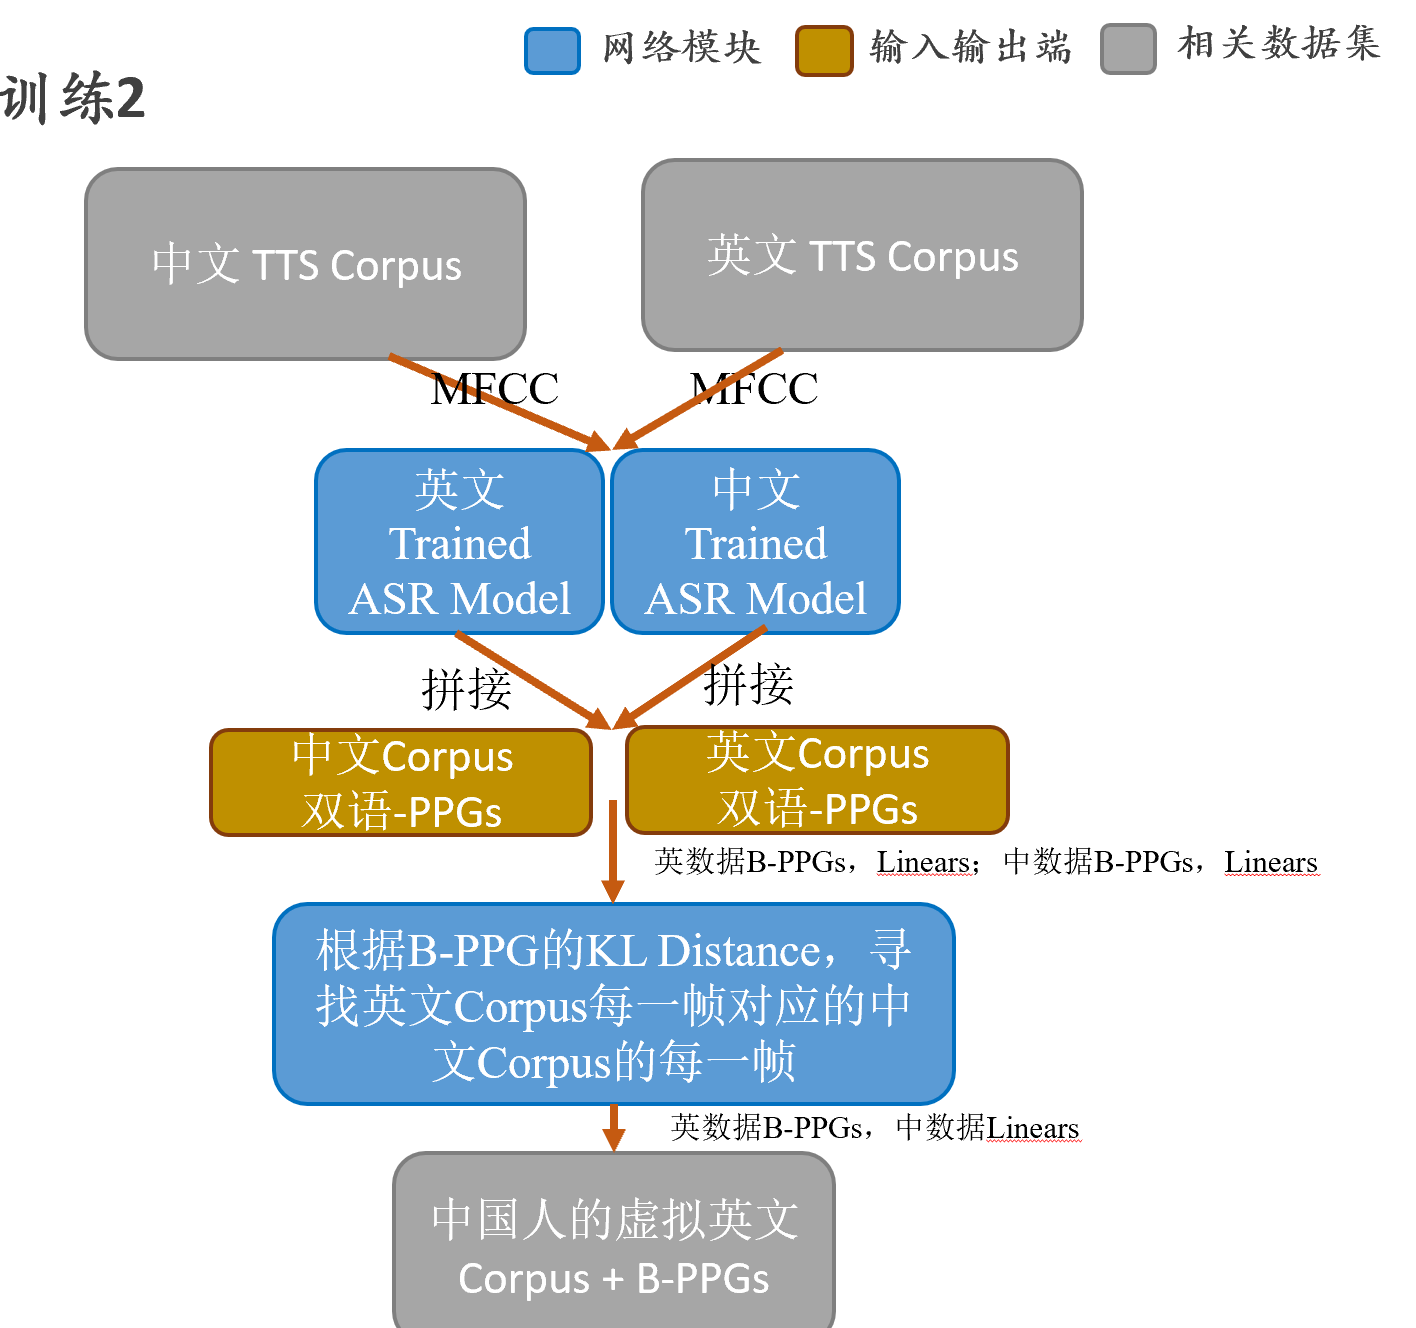 网络模块
输入输出端
相关数据集
训练2
中文 TTS Corpus
英文 TTS Corpus
MFCC
MFCC
英文
Trained
ASR Model
中文
Trained
ASR Model
拼接
拼接
中文Corpus
双语-PPGs
英文Corpus
双语-PPGs
英数据B-PPGs，Linears；中数据B-PPGs，Linears
根据B-PPG的KL Distance，寻
找英文Corpus每一帧对应的中
文Corpus的每一帧
英数据B-PPGs，中数据Linears
中国人的虚拟英文
Corpus + B-PPGs